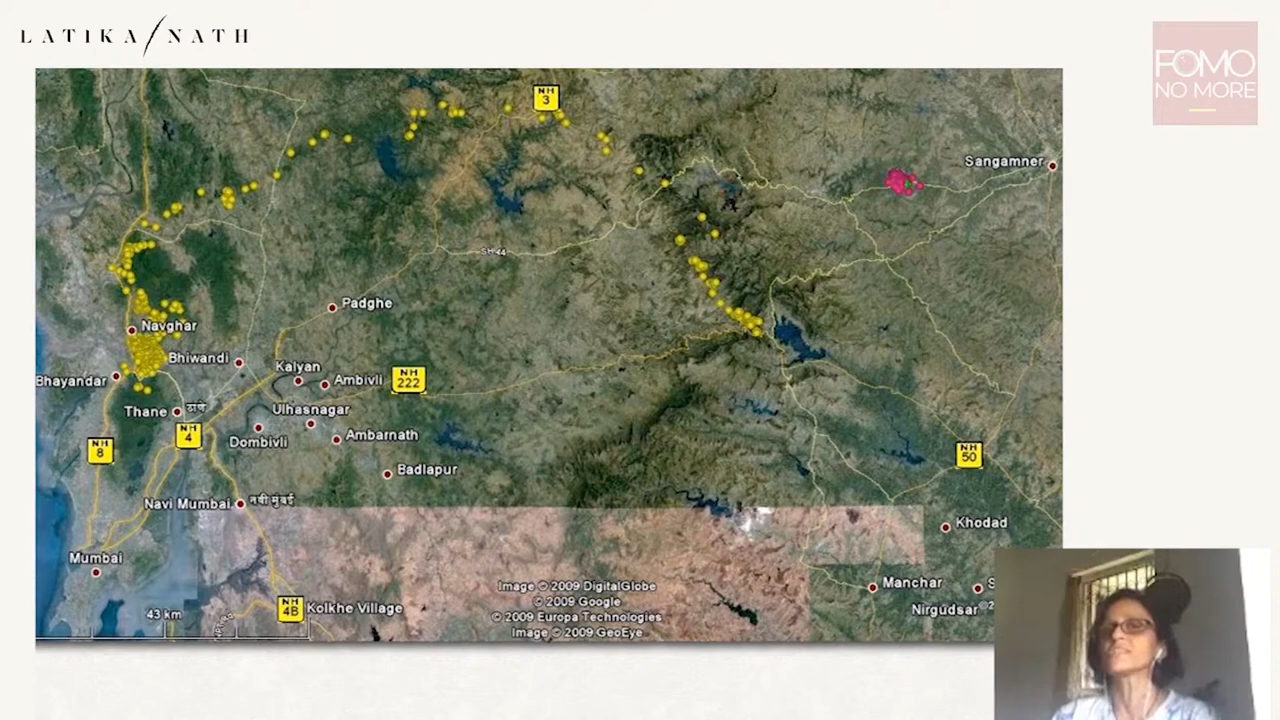 LATIKA/NATH
FOMO
NO MORE
NH
3
Sangamner
SH 44
Padghe
Navghar
Bhiwandi
Bhayandar
Kalyan
Ambivli
NH
222
Thane ठाणे
Ulhasnagar
NH
4
Dombivli
Ambarnath
NH
8
NH
50
Badlapur
Navi Mumbai नवी मुंबई
Khodad
Mumbai
Manchar
S
Image © 2009 DigitalGlobe
© 2009 Google
© 2009 Europa Technologies
Image © 2009 GeoEye
43 km
NH
4B
Kolkhe Village
Nirgudsar